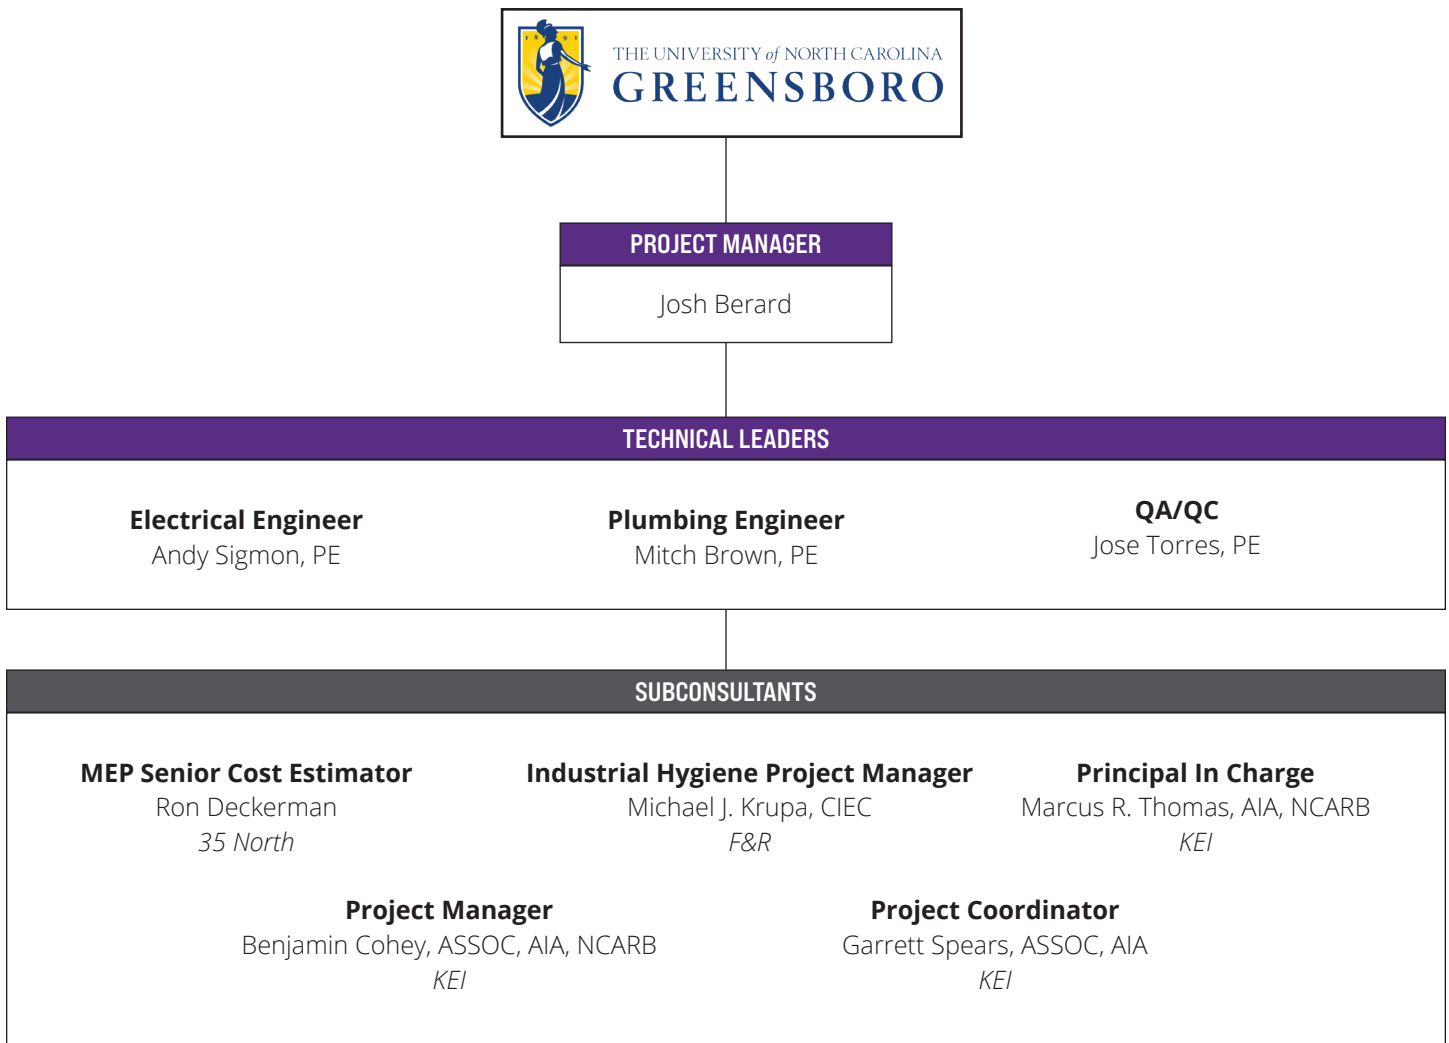 1891
THE UNIVERSITY of NORTH CAROLINA
GREENSBORO
PROJECT MANAGER
Josh Berard
TECHNICAL LEADERS
Electrical Engineer
Andy Sigmon, PE
Plumbing Engineer
Mitch Brown, PE
QA/QC
Jose Torres, PE
SUBCONSULTANTS
MEP Senior Cost Estimator
Ron Deckerman
35 North
Industrial Hygiene Project Manager
Michael J. Krupa, CIEC
F&R
Principal In Charge
Marcus R. Thomas, AIA, NCARB
KEI
Project Manager
Benjamin Cohey, ASSOC, AIA, NCARB
KEI
Project Coordinator
Garrett Spears, ASSOC, AIA
KEI